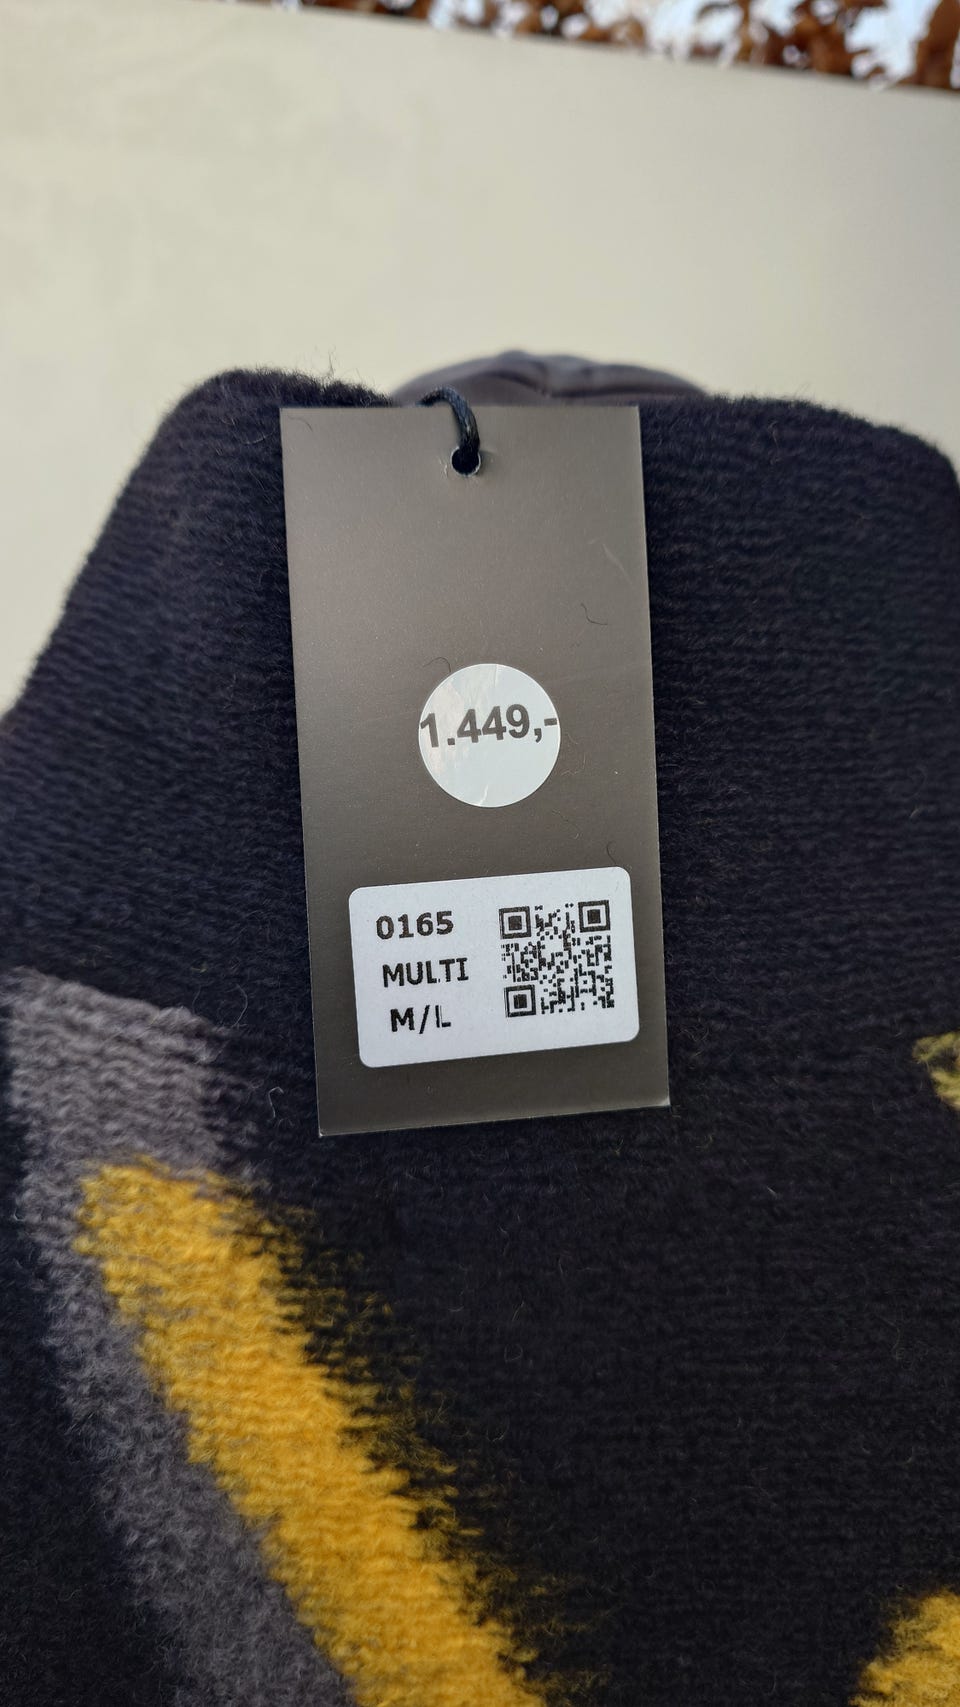 1.449,-
0165
MULTI
M/L